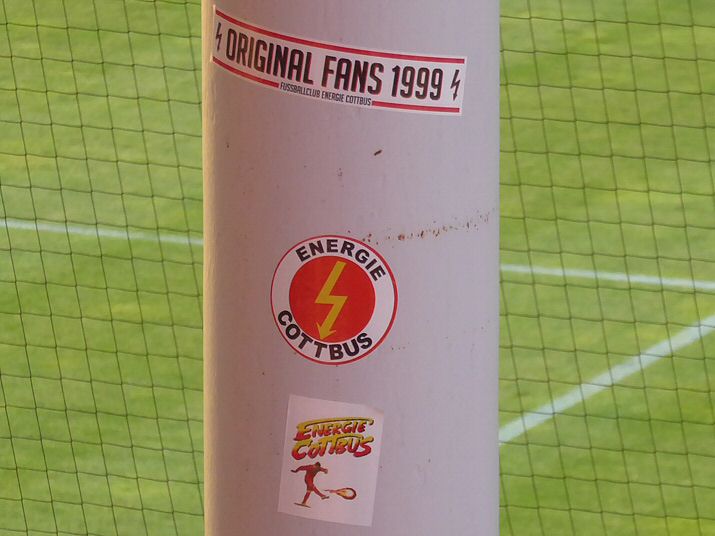 ORIGINAL FANS 1999
FUSSBALLCLUB ENERGIE COTTBUS
ENERGIE
COTTBUS
ENERGIE
COTTBUS